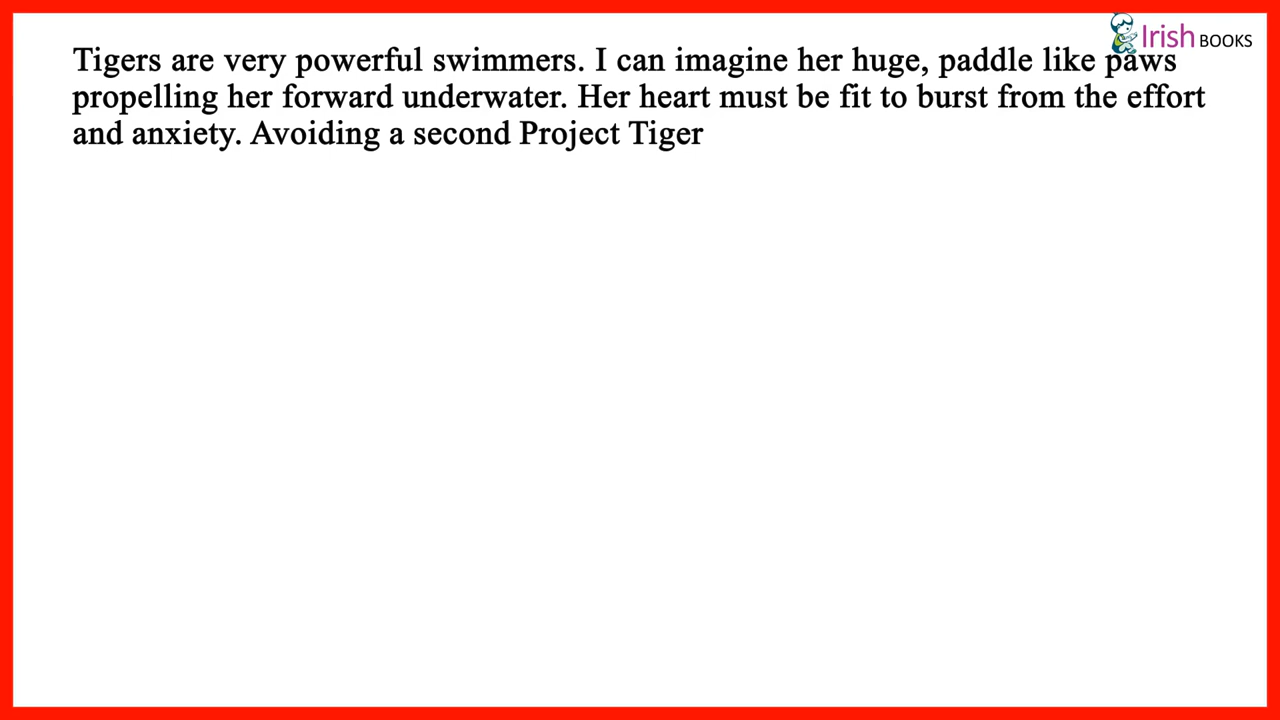 Irish BOOKS
Tigers are very powerful swimmers. I can imagine her huge, paddle like paws
propelling her forward underwater. Her heart must be fit to burst from the effort
and anxiety. Avoiding a second Project Tiger